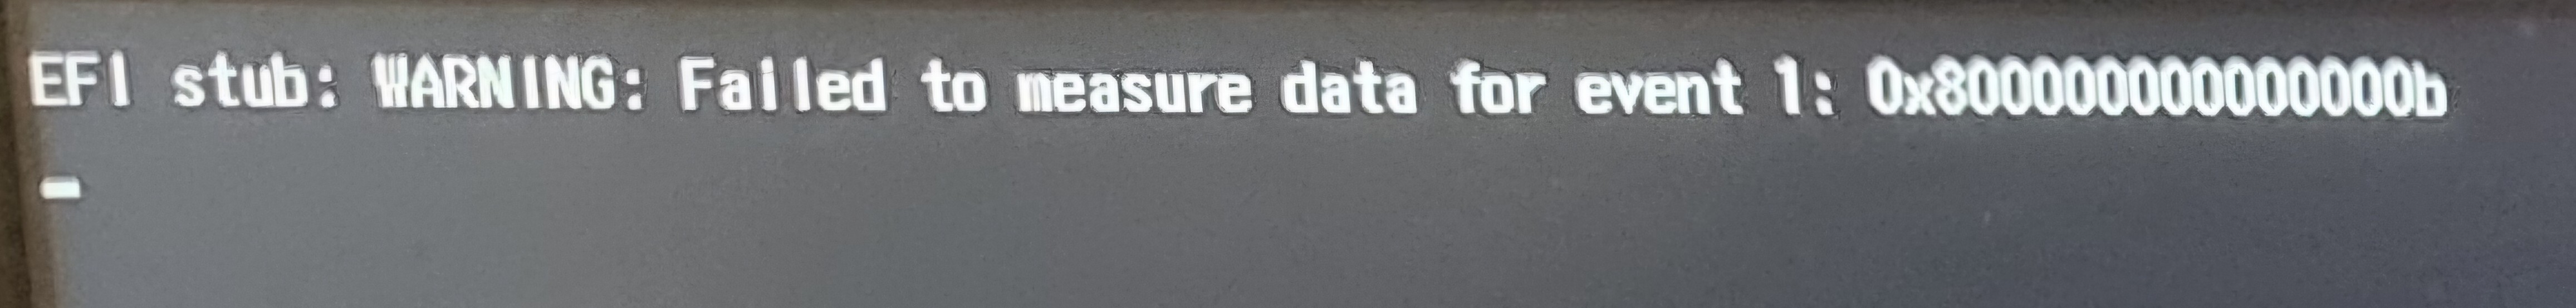 EFI stub: WARNING: Failed to measure data for event 1: 0x800000000000000b